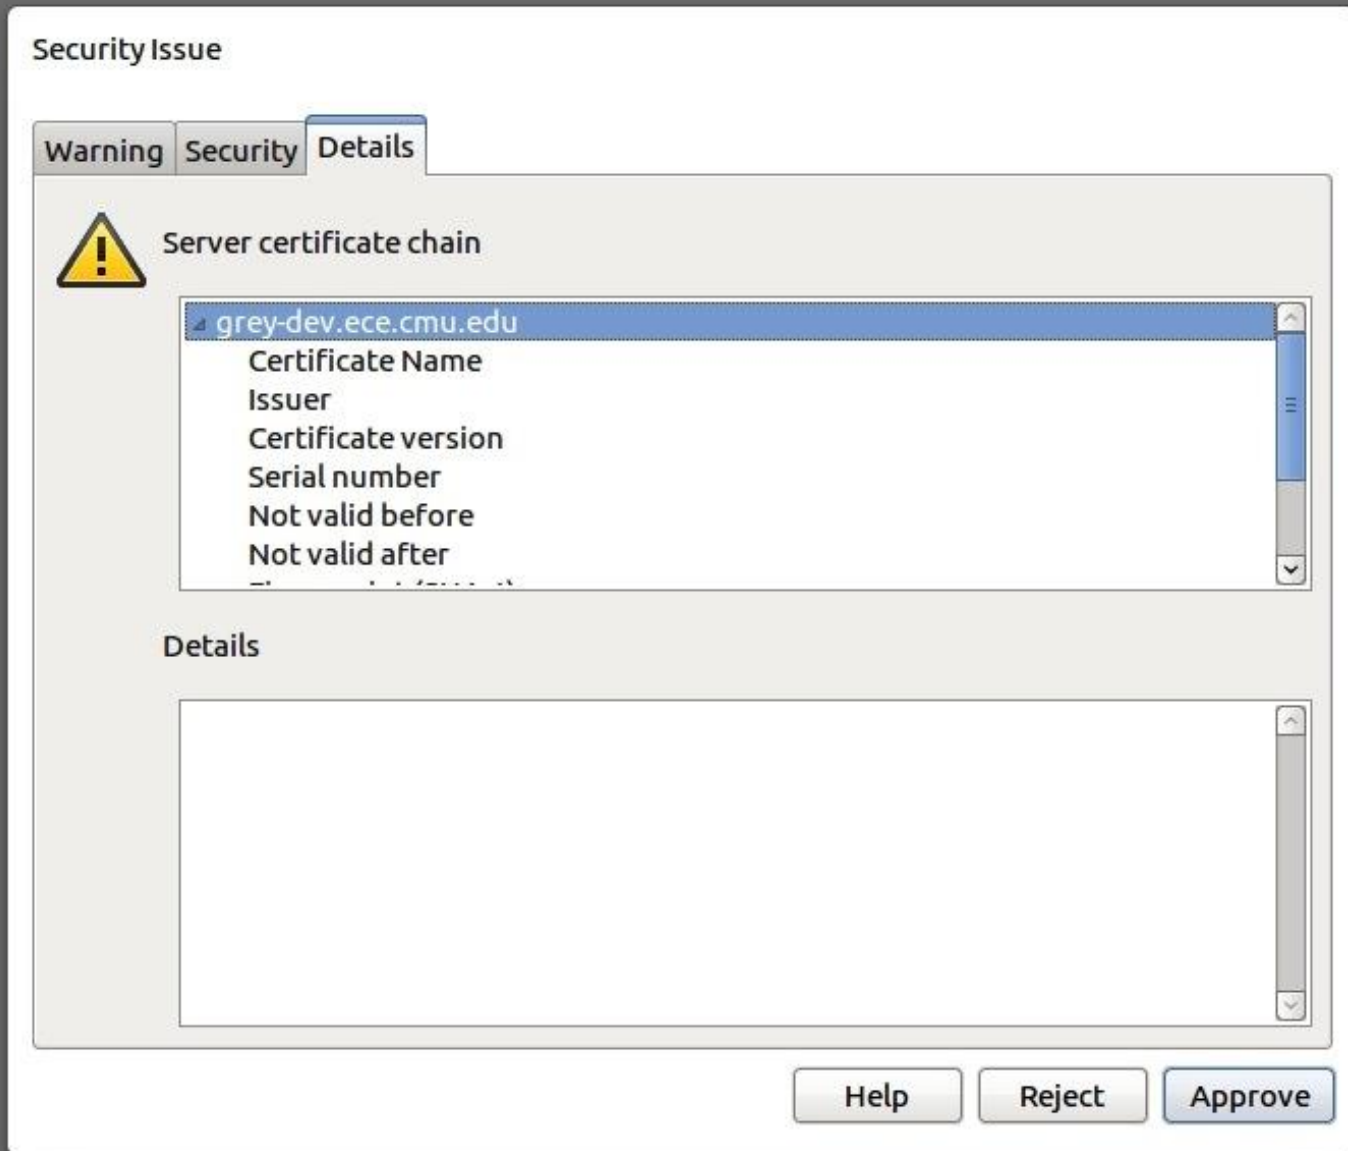 Security Issue
Warning Security Details
Server certificate chain
grey-dev.ece.cmu.edu
Certificate Name
Issuer
Certificate version
Serial number
Not valid before
Not valid after
Details
Help Reject Approve